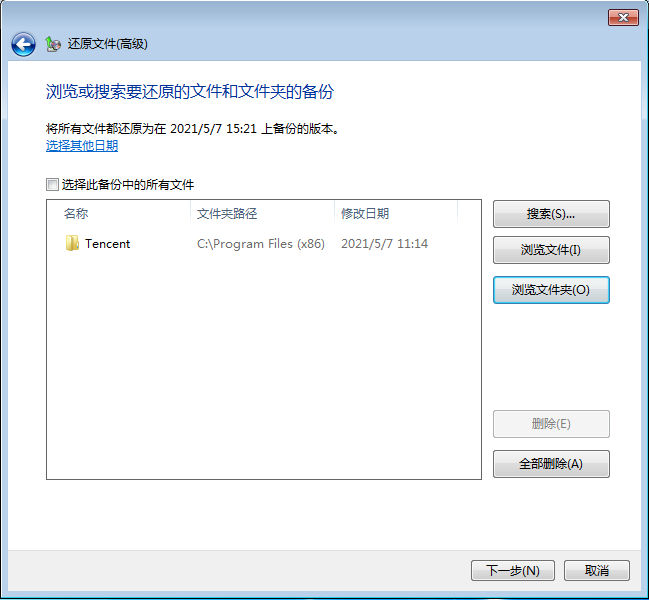 还原文件(高级)
浏览或搜索要还原的文件和文件夹的备份
将所有文件都还原为在 2021/5/7 15:21 上备份的版本。
选择其他日期
选择此备份中的所有文件
名称 文件夹路径 修改日期
Tencent C:\Program Files (x86) 2021/5/7 11:14
搜索(S)...
浏览文件(I)
浏览文件夹(O)
删除(E)
全部删除(A)
下一步(N) 取消